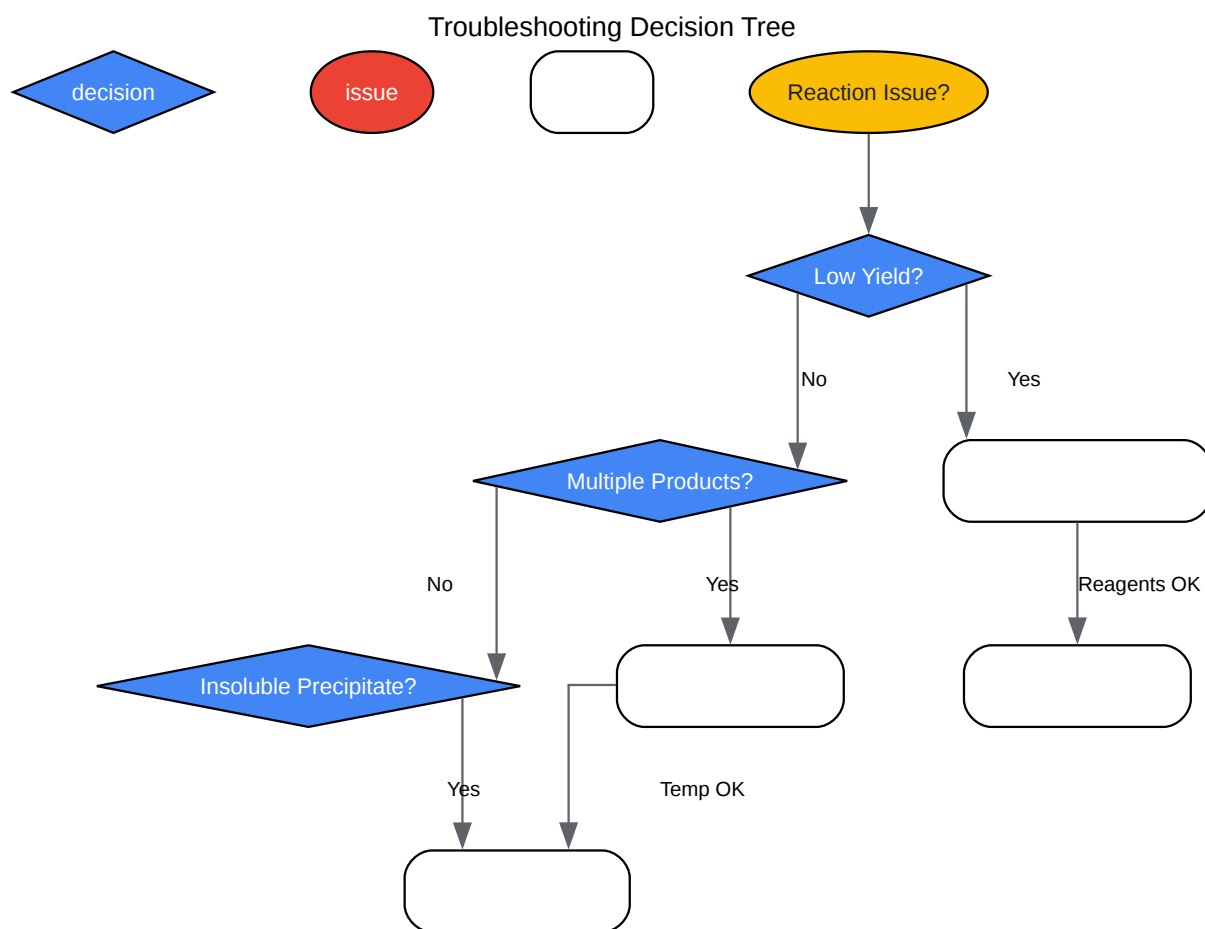 Troubleshooting Decision Tree
decision
issue
Reaction Issue?
Low Yield?
No
Yes
Multiple Products?
No
Yes
Reagents OK
Insoluble Precipitate?
Yes
Temp OK